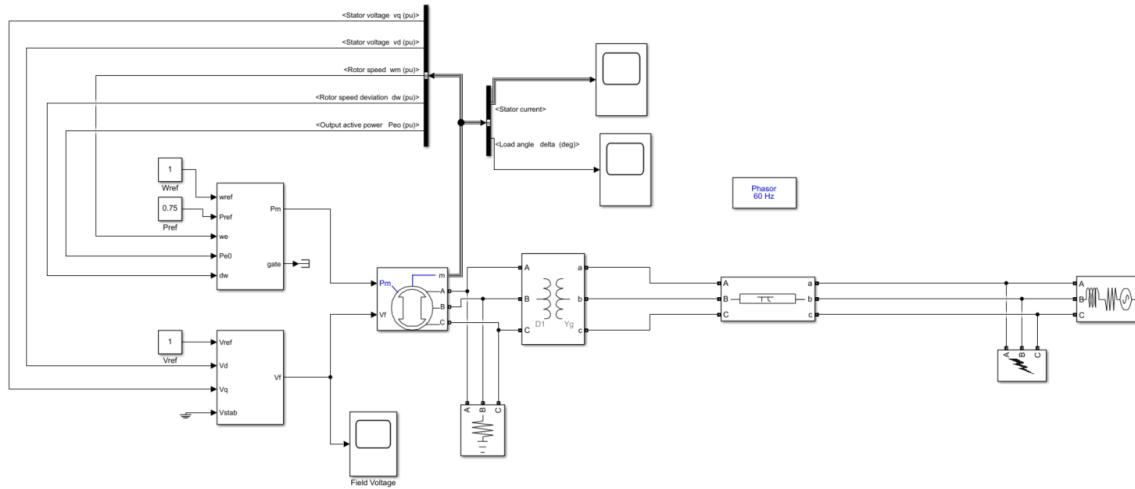 <Stator voltage vq (pu)>
<Stator voltage vd (pu)>
<Rotor speed wm (pu)>
<Rotor speed deviation dw (pu)>
<Output active power Peo (pu)>
<Stator current>
<Load angle delta (deg)>
1
Wref
0.75
Pref
wref
Pref
we
Pe0
dw
Pm
gate
Phasor
60 Hz
Pm
Vf
m
A
B
C
A
B
C
D1
Yg
a
b
c
A
B
C
a
b
c
A
B
C
A
B
C
1
Vref
Vref
Vd
Vq
Vstab
Vf
A
B
C
Field Voltage